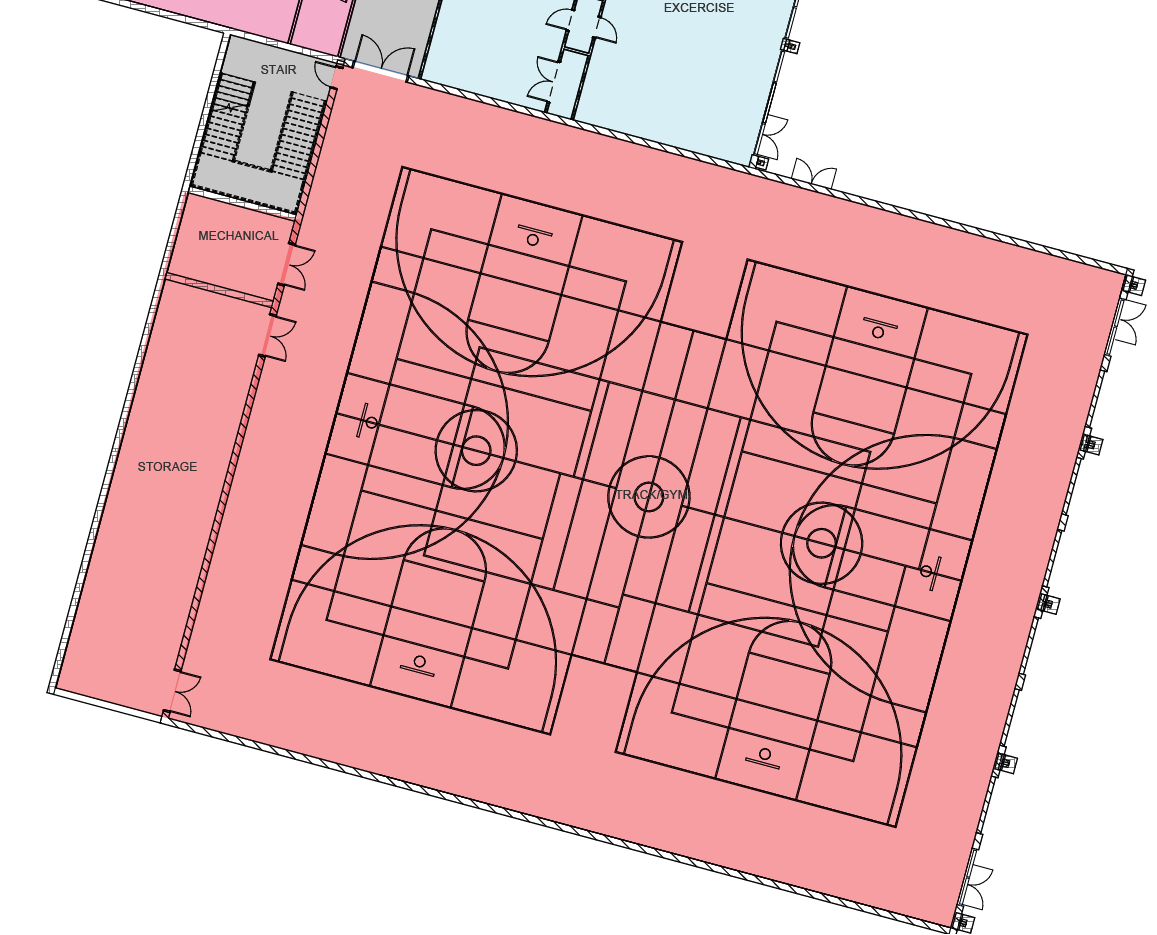 EXCERCISE
STAIR
MECHANICAL
STORAGE
TRACK/GYM